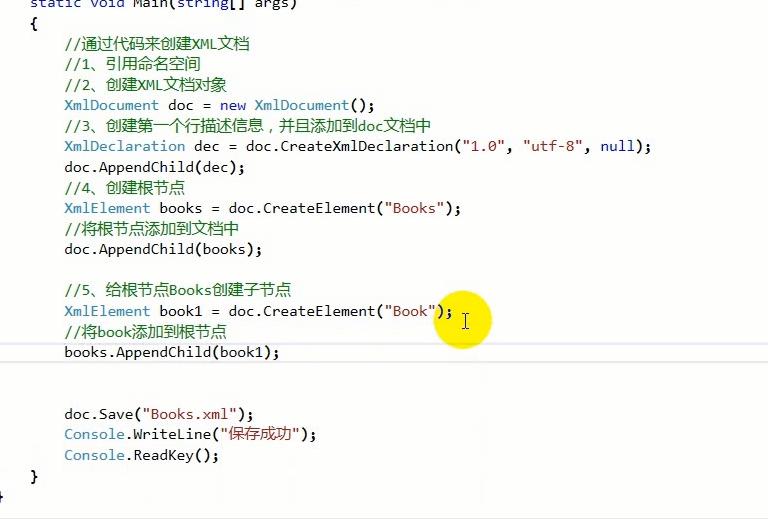 static void Main(string[] args)
{
//通过代码来创建XML文档
//1、引用命名空间
//2、创建XML文档对象
XmlDocument doc = new XmlDocument();
//3、创建第一个行描述信息，并且添加到doc文档中
XmlDeclaration dec = doc.CreateXmlDeclaration("1.0", "utf-8", null);
doc.AppendChild(dec);
//4、创建根节点
XmlElement books = doc.CreateElement("Books");
//将根节点添加到文档中
doc.AppendChild(books);
//5、给根节点Books创建子节点
XmlElement book1 = doc.CreateElement("Book");
//将book添加到根节点
books.AppendChild(book1);
doc.Save("Books.xml");
Console.WriteLine("保存成功");
Console.ReadKey();
}
}